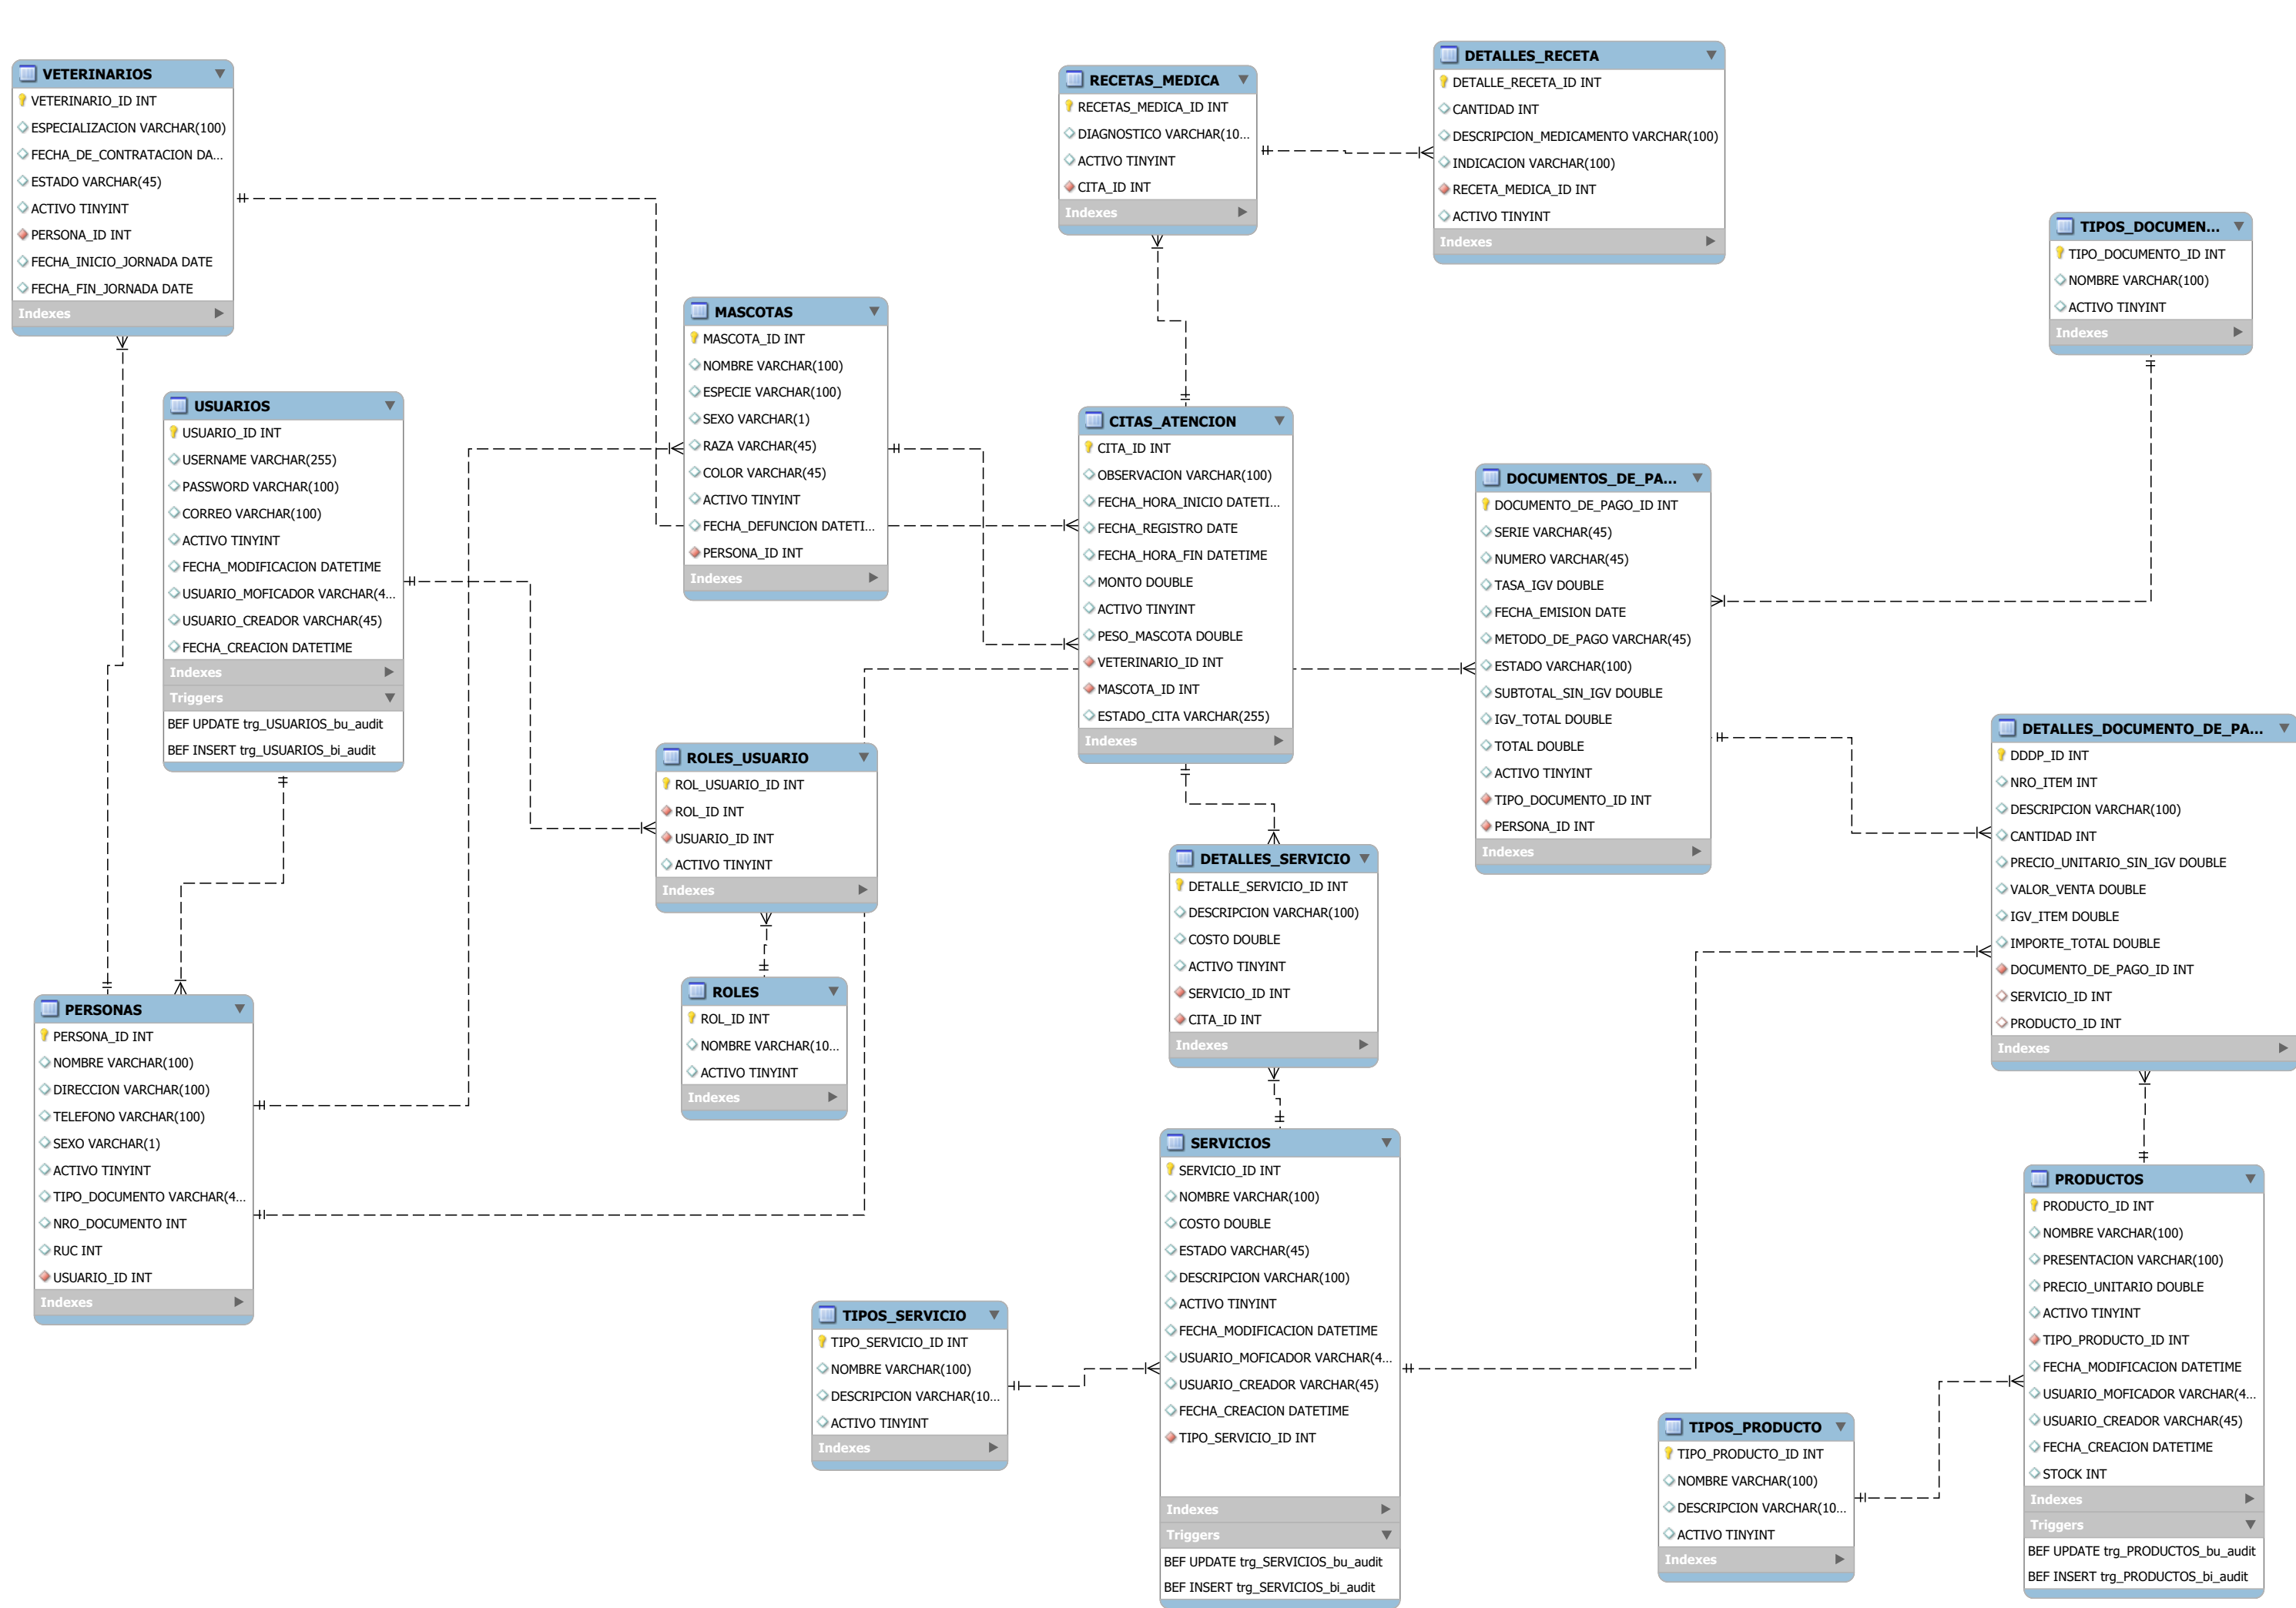 VETERINARIOS
VETERINARIO_ID INT
ESPECIALIZACION VARCHAR(100)
FECHA_DE_CONTRATACION DA...
ESTADO VARCHAR(45)
ACTIVO TINYINT
PERSONA_ID INT
FECHA_INICIO_JORNADA DATE
FECHA_FIN_JORNADA DATE
Indexes
USUARIOS
USUARIO_ID INT
USERNAME VARCHAR(255)
PASSWORD VARCHAR(100)
CORREO VARCHAR(100)
ACTIVO TINYINT
FECHA_MODIFICACION DATETIME
USUARIO_MOFICADOR VARCHAR(4...
USUARIO_CREADOR VARCHAR(45)
FECHA_CREACION DATETIME
Indexes
Triggers
BEF UPDATE trg_USUARIOS_bu_audit
BEF INSERT trg_USUARIOS_bi_audit
PERSONAS
PERSONA_ID INT
NOMBRE VARCHAR(100)
DIRECCION VARCHAR(100)
TELEFONO VARCHAR(100)
SEXO VARCHAR(1)
ACTIVO TINYINT
TIPO_DOCUMENTO VARCHAR(4...
NRO_DOCUMENTO INT
RUC INT
USUARIO_ID INT
Indexes
MASCOTAS
MASCOTA_ID INT
NOMBRE VARCHAR(100)
ESPECIE VARCHAR(100)
SEXO VARCHAR(1)
RAZA VARCHAR(45)
COLOR VARCHAR(45)
ACTIVO TINYINT
FECHA_DEFUNCION DATETI...
PERSONA_ID INT
Indexes
ROLES_USUARIO
ROL_USUARIO_ID INT
ROL_ID INT
USUARIO_ID INT
ACTIVO TINYINT
Indexes
ROLES
ROL_ID INT
NOMBRE VARCHAR(10...
ACTIVO TINYINT
Indexes
TIPOS_SERVICIO
TIPO_SERVICIO_ID INT
NOMBRE VARCHAR(100)
DESCRIPCION VARCHAR(10...
ACTIVO TINYINT
Indexes
RECETAS_MEDICA
RECETAS_MEDICA_ID INT
DIAGNOSTICO VARCHAR(10...
ACTIVO TINYINT
CITA_ID INT
Indexes
CITAS_ATENCION
CITA_ID INT
OBSERVACION VARCHAR(100)
FECHA_HORA_INICIO DATETI...
FECHA_REGISTRO DATE
FECHA_HORA_FIN DATETIME
MONTO DOUBLE
ACTIVO TINYINT
PESO_MASCOTA DOUBLE
VETERINARIO_ID INT
MASCOTA_ID INT
ESTADO_CITA VARCHAR(255)
Indexes
DETALLES_SERVICIO
DETALLE_SERVICIO_ID INT
DESCRIPCION VARCHAR(100)
COSTO DOUBLE
ACTIVO TINYINT
SERVICIO_ID INT
CITA_ID INT
Indexes
SERVICIOS
SERVICIO_ID INT
NOMBRE VARCHAR(100)
COSTO DOUBLE
ESTADO VARCHAR(45)
DESCRIPCION VARCHAR(100)
ACTIVO TINYINT
FECHA_MODIFICACION DATETIME
USUARIO_MOFICADOR VARCHAR(4...
USUARIO_CREADOR VARCHAR(45)
FECHA_CREACION DATETIME
TIPO_SERVICIO_ID INT
Indexes
Triggers
BEF UPDATE trg_SERVICIOS_bu_audit
BEF INSERT trg_SERVICIOS_bi_audit
DETALLES_RECETA
DETALLE_RECETA_ID INT
CANTIDAD INT
DESCRIPCION_MEDICAMENTO VARCHAR(100)
INDICACION VARCHAR(100)
RECETA_MEDICA_ID INT
ACTIVO TINYINT
Indexes
DOCUMENTOS_DE_PA...
DOCUMENTO_DE_PAGO_ID INT
SERIE VARCHAR(45)
NUMERO VARCHAR(45)
TASA_IGV DOUBLE
FECHA_EMISION DATE
METODO_DE_PAGO VARCHAR(45)
ESTADO VARCHAR(100)
SUBTOTAL_SIN_IGV DOUBLE
IGV_TOTAL DOUBLE
TOTAL DOUBLE
ACTIVO TINYINT
TIPO_DOCUMENTO_ID INT
PERSONA_ID INT
Indexes
TIPOS_DOCUMEN...
TIPO_DOCUMENTO_ID INT
NOMBRE VARCHAR(100)
ACTIVO TINYINT
Indexes
DETALLES_DOCUMENTO_DE_PA...
DDDP_ID INT
NRO_ITEM INT
DESCRIPCION VARCHAR(100)
CANTIDAD INT
PRECIO_UNITARIO_SIN_IGV DOUBLE
VALOR_VENTA DOUBLE
IGV_ITEM DOUBLE
IMPORTE_TOTAL DOUBLE
DOCUMENTO_DE_PAGO_ID INT
SERVICIO_ID INT
PRODUCTO_ID INT
Indexes
TIPOS_PRODUCTO
TIPO_PRODUCTO_ID INT
NOMBRE VARCHAR(100)
DESCRIPCION VARCHAR(10...
ACTIVO TINYINT
Indexes
PRODUCTOS
PRODUCTO_ID INT
NOMBRE VARCHAR(100)
PRESENTACION VARCHAR(100)
PRECIO_UNITARIO DOUBLE
ACTIVO TINYINT
TIPO_PRODUCTO_ID INT
FECHA_MODIFICACION DATETIME
USUARIO_MOFICADOR VARCHAR(4...
USUARIO_CREADOR VARCHAR(45)
FECHA_CREACION DATETIME
STOCK INT
Indexes
Triggers
BEF UPDATE trg_PRODUCTOS_bu_audit
BEF INSERT trg_PRODUCTOS_bi_audit